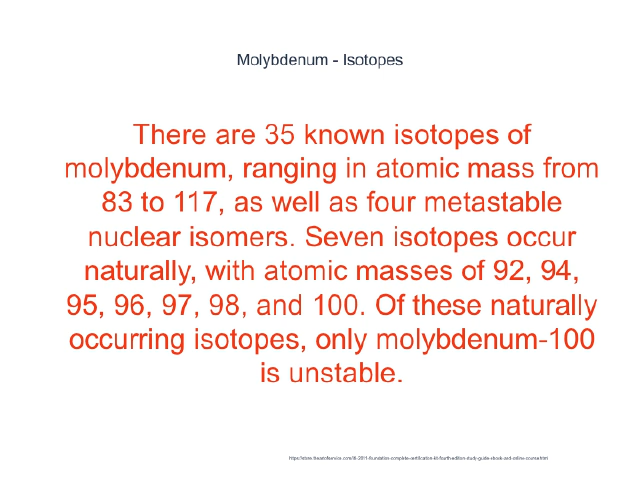 Molybdenum - Isotopes
There are 35 known isotopes of
molybdenum, ranging in atomic mass from
83 to 117, as well as four metastable
nuclear isomers. Seven isotopes occur
naturally, with atomic masses of 92, 94,
95, 96, 97, 98, and 100. Of these naturally
occurring isotopes, only molybdenum-100
is unstable.